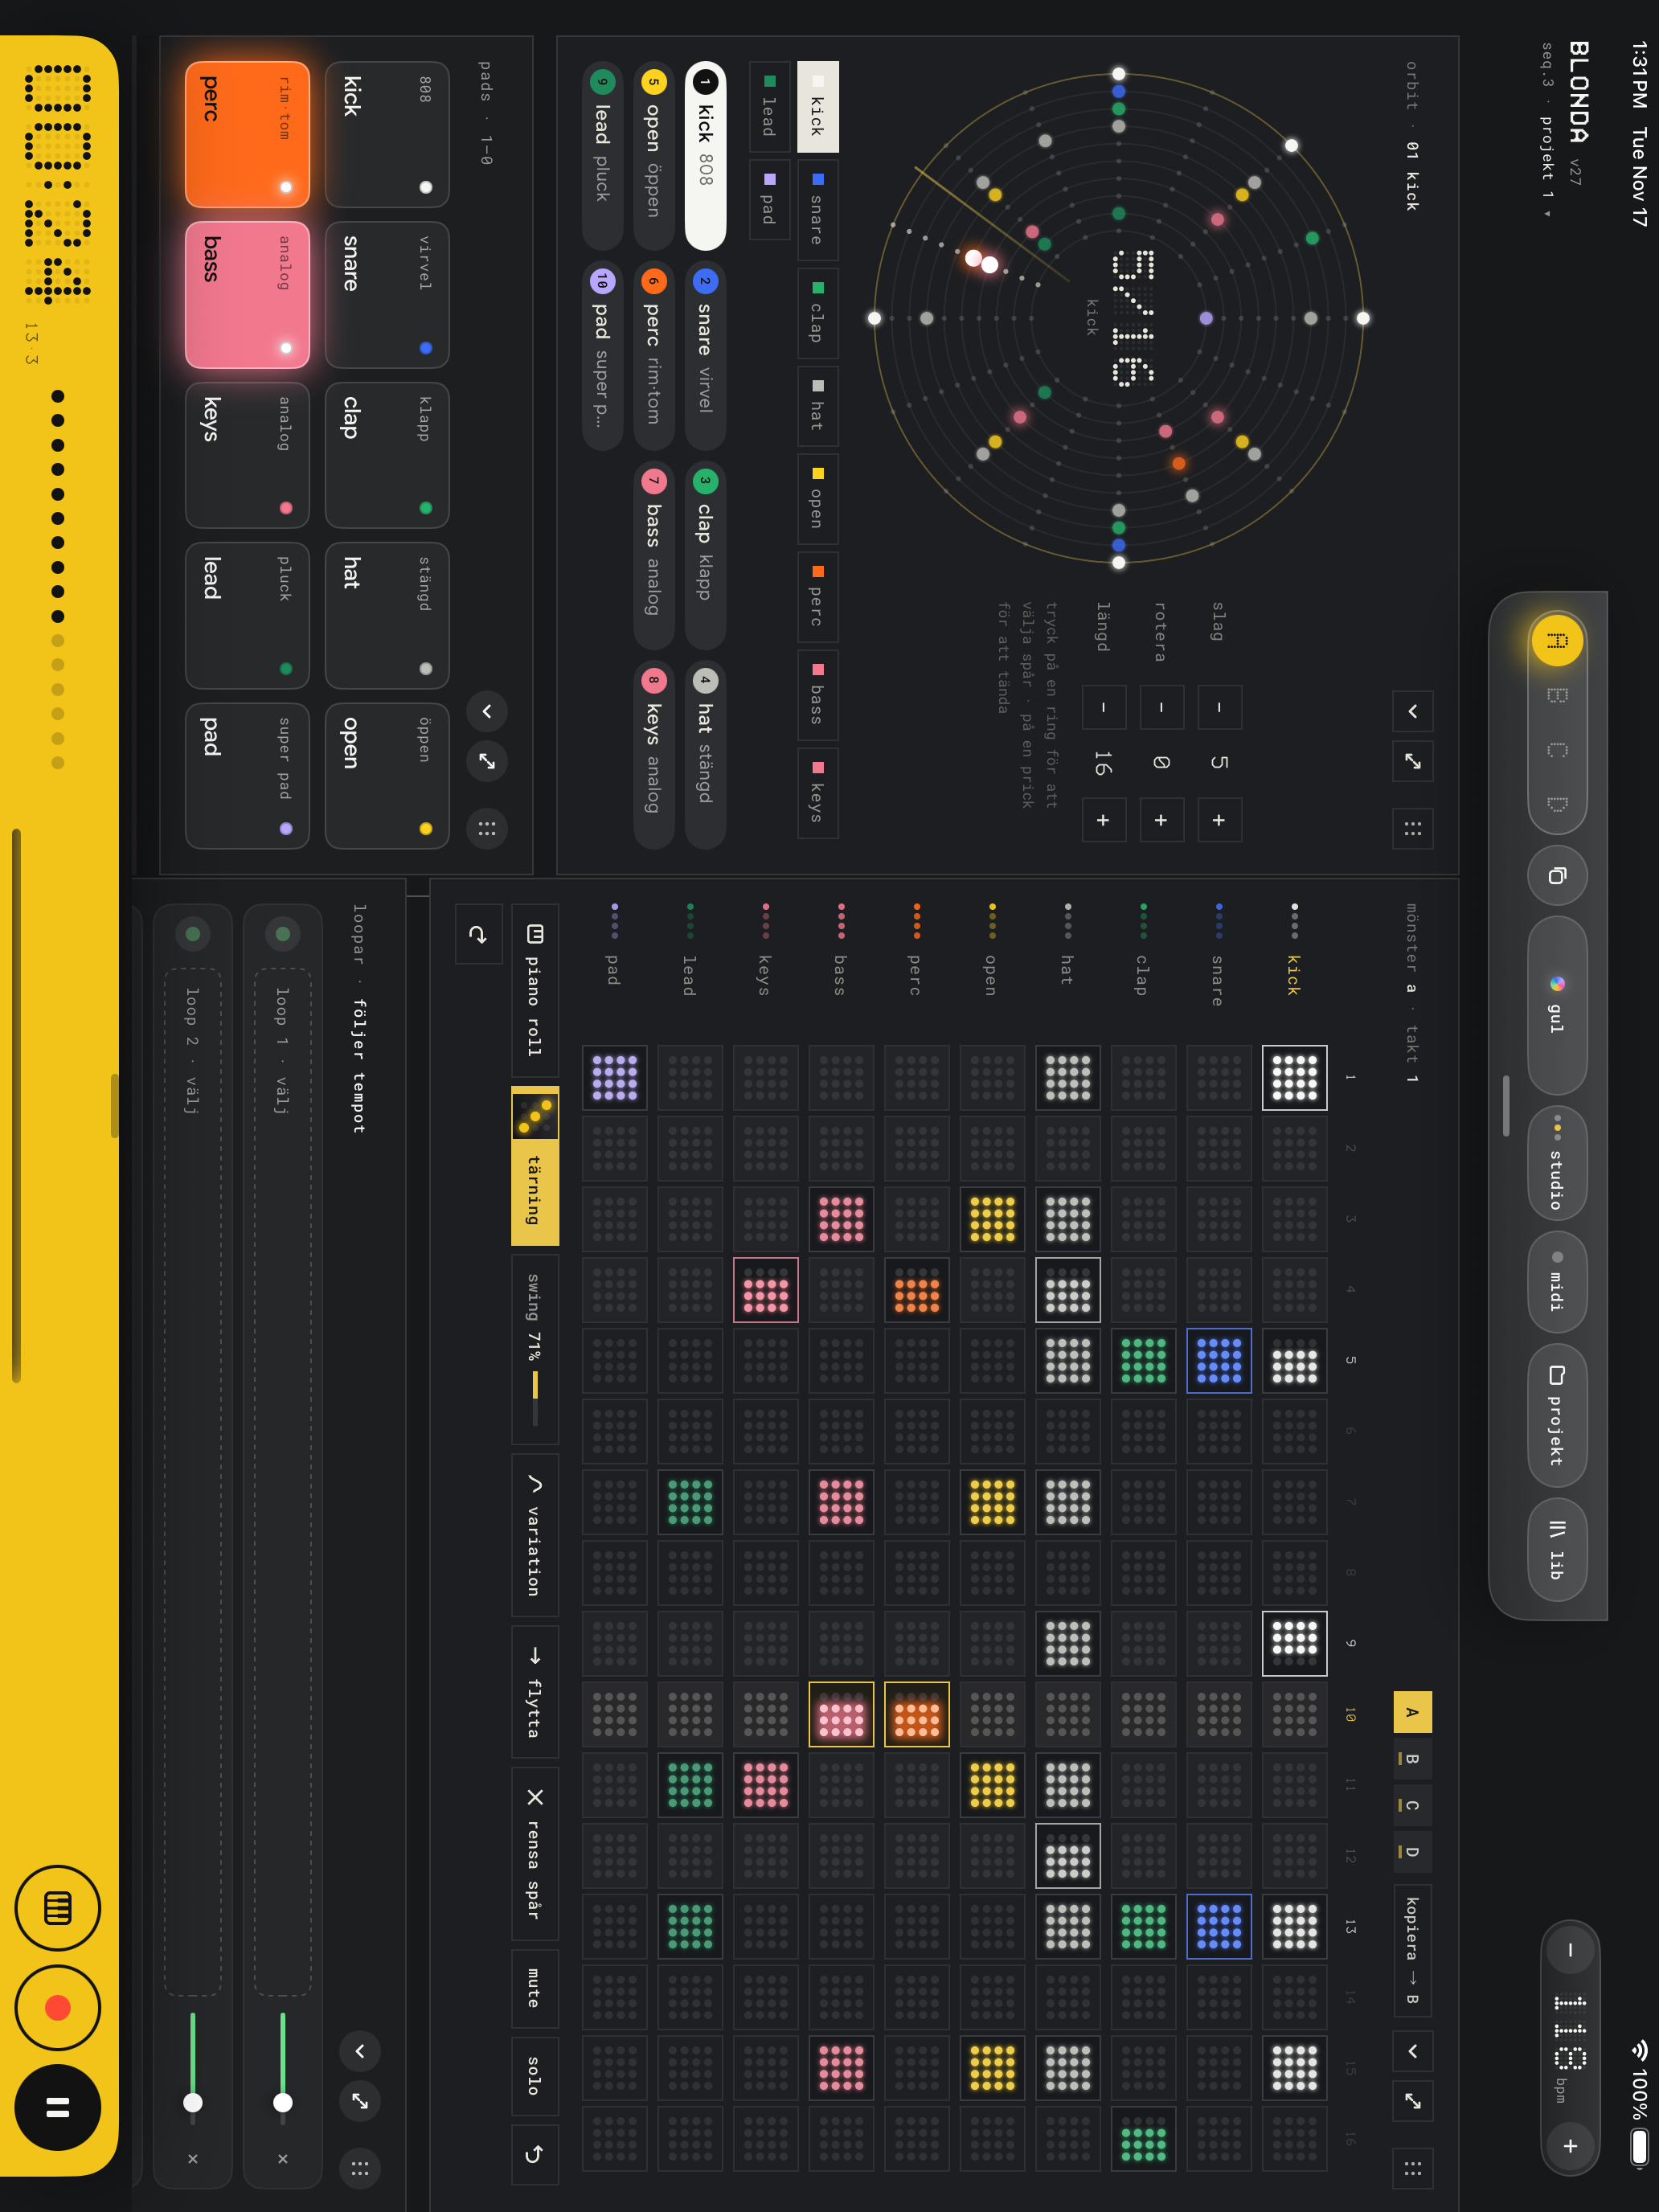 1:31 PM Tue Nov 17
100%
BLONDA v27
seq.3 · projekt 1
A B C D
gul
studio
midi
projekt
lib
− 118 bpm +
orbit · 01 kick
5/16
kick
slag − 5 +
rotera − 0 +
längd − 16 +
tryck på en ring för att
välja spår · på en prick
för att tända
kick snare clap hat open perc bass keys
lead pad
1 kick 808
2 snare virvel
3 clap klapp
4 hat stängd
5 open öppen
6 perc rim·tom
7 bass analog
8 keys analog
9 lead pluck
10 pad super p…
pads · 1–0
808
kick
virvel
snare
klapp
clap
stängd
hat
öppen
open
rim·tom
perc
analog
bass
analog
keys
pluck
lead
super pad
pad
mönster a · takt 1
A B C D
kopiera → B
1 2 3 4 5 6 7 8 9 10 11 12 13 14 15 16
kick
snare
clap
hat
open
perc
bass
keys
lead
pad
piano roll
tärning
swing 71%
variation
→ flytta
rensa spår
mute
solo
loopar · följer tempot
loop 1 · välj ×
loop 2 · välj ×
13·3